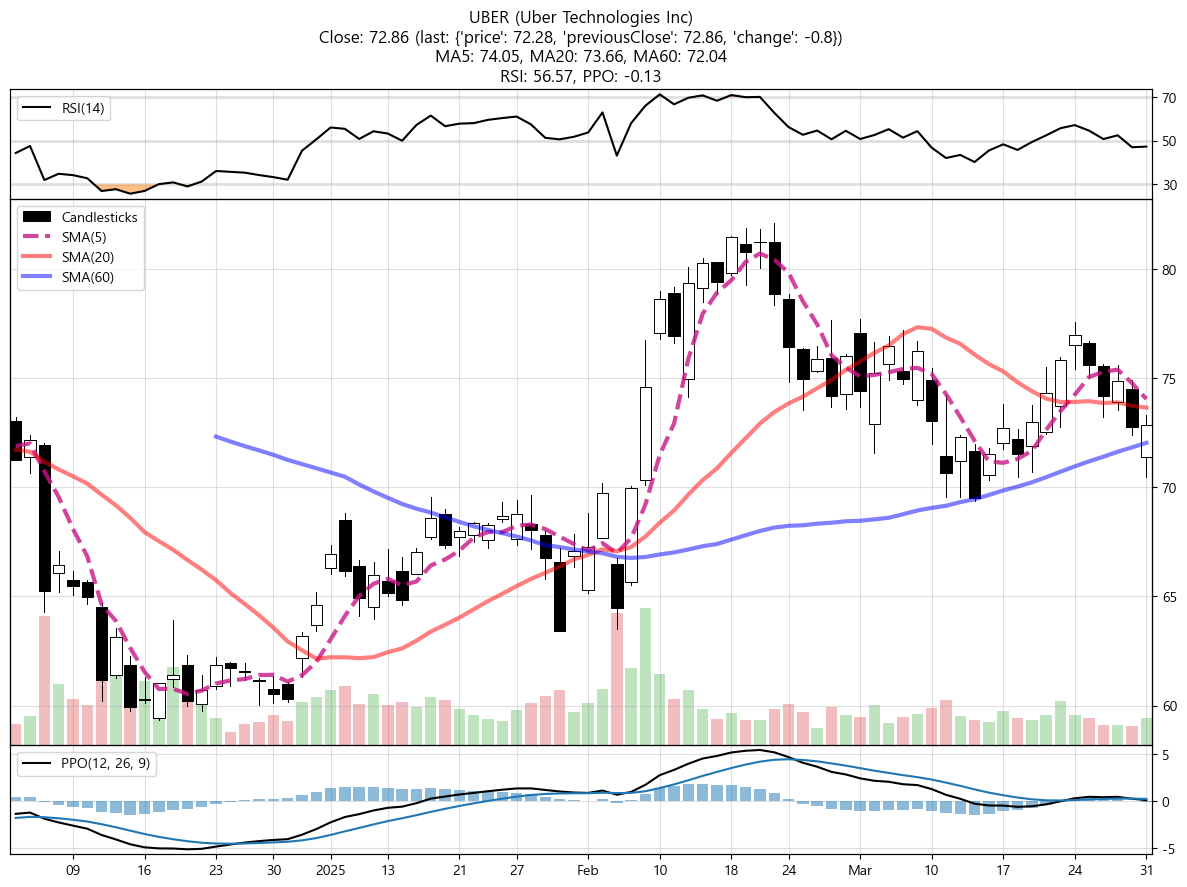 UBER (Uber Technologies Inc)
Close: 72.86 (last: {'price': 72.28, 'previousClose': 72.86, 'change': -0.8})
MA5: 74.05, MA20: 73.66, MA60: 72.04
RSI: 56.57, PPO: -0.13
RSI(14)
70
50
30
Candlesticks
SMA(5)
SMA(20)
SMA(60)
80
75
70
65
60
PPO(12, 26, 9)
5
0
-5
09 16 23 30 2025 13 21 27 Feb 10 18 24 Mar 10 17 24 31